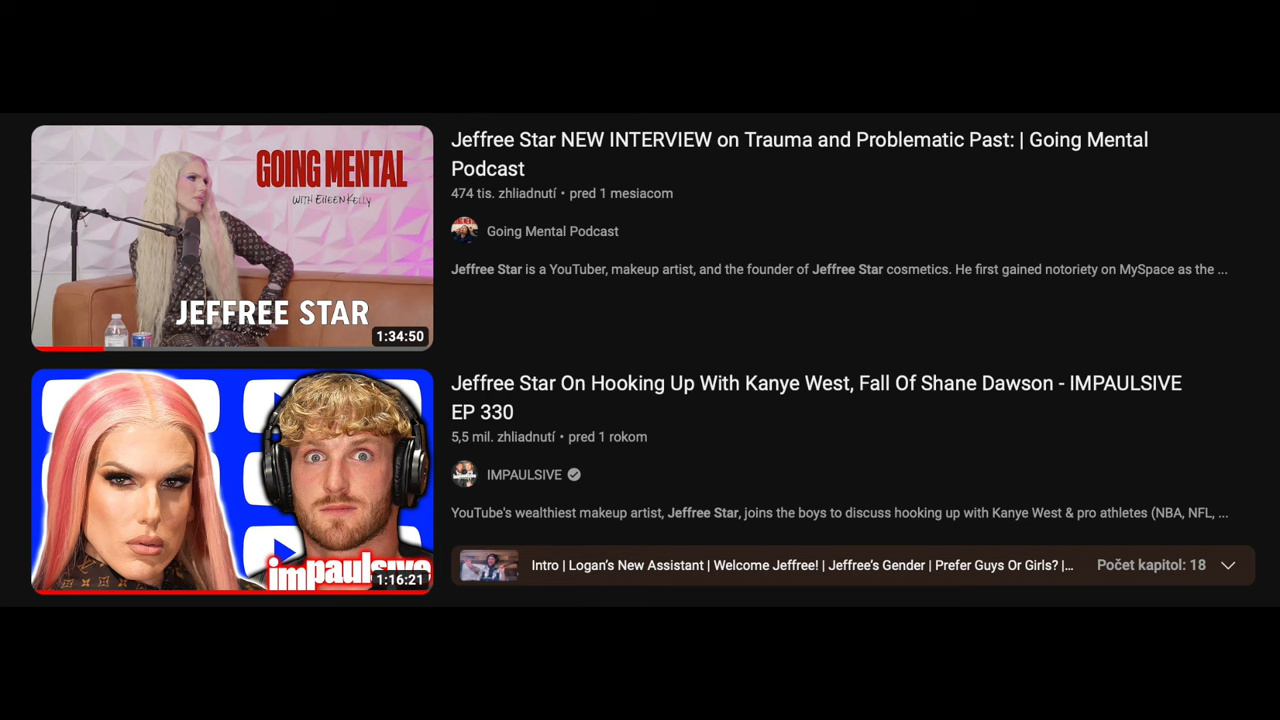 GOING MENTAL
WITH EILEEN KELLY
JEFFREE STAR
1:34:50
Jeffree Star NEW INTERVIEW on Trauma and Problematic Past: | Going Mental
Podcast
474 tis. zhliadnutí • pred 1 mesiacom
Going Mental Podcast
Jeffree Star is a YouTuber, makeup artist, and the founder of Jeffree Star cosmetics. He first gained notoriety on MySpace as the ...
impaulsive
1:16:21
Jeffree Star On Hooking Up With Kanye West, Fall Of Shane Dawson - IMPAULSIVE
EP 330
5,5 mil. zhliadnutí • pred 1 rokom
IMPAULSIVE
YouTube's wealthiest makeup artist, Jeffree Star, joins the boys to discuss hooking up with Kanye West & pro athletes (NBA, NFL, ...
Intro | Logan’s New Assistant | Welcome Jeffree! | Jeffree’s Gender | Prefer Guys Or Girls? |... Počet kapitol: 18